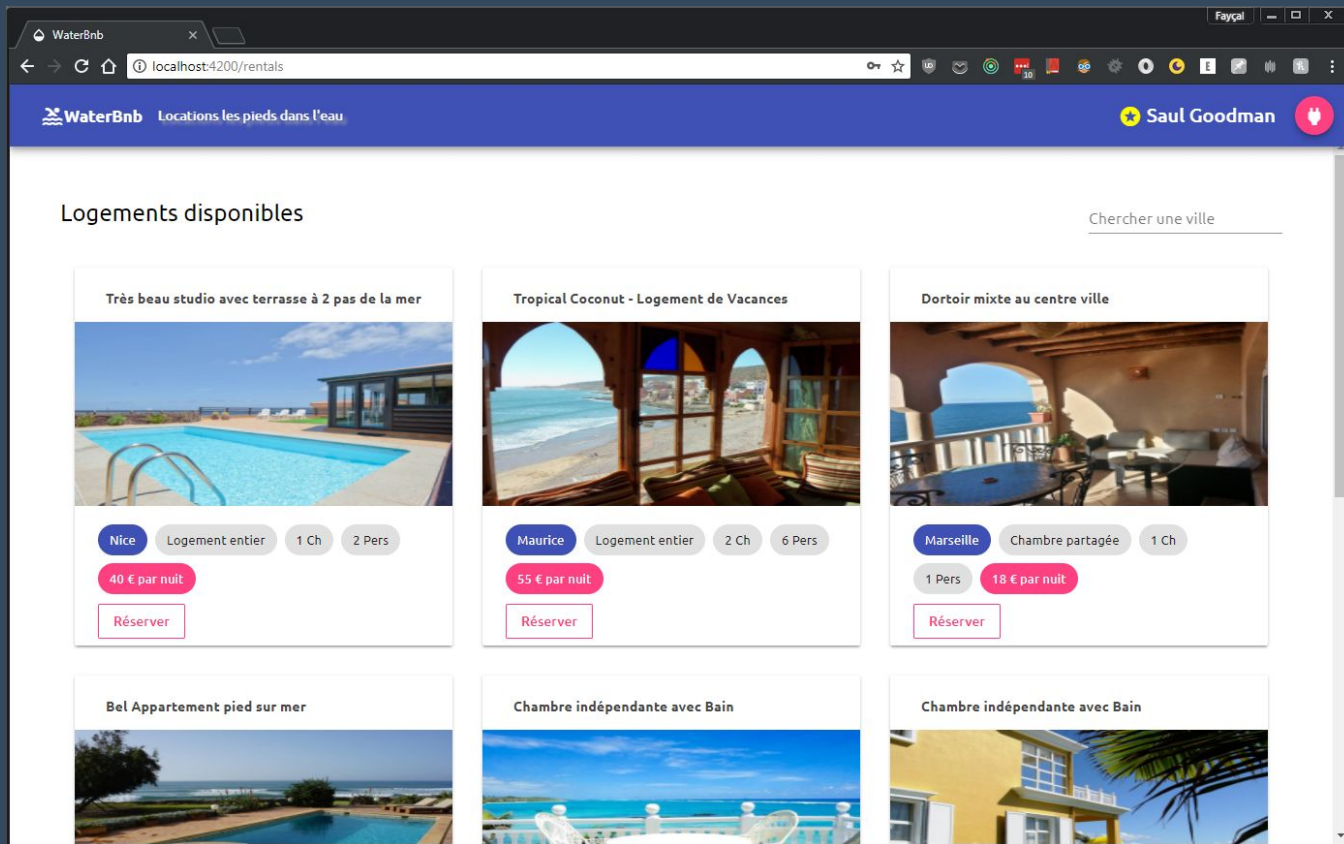 Fayçal
WaterBnb
localhost:4200/rentals
10
WaterBnb Locations les pieds dans l'eau
Saul Goodman
Logements disponibles
Chercher une ville
Très beau studio avec terrasse à 2 pas de la mer
Nice Logement entier 1 Ch 2 Pers
40 € par nuit
Réserver
Tropical Coconut - Logement de Vacances
Maurice Logement entier 2 Ch 6 Pers
55 € par nuit
Réserver
Dortoir mixte au centre ville
Marseille Chambre partagée 1 Ch
1 Pers 18 € par nuit
Réserver
Bel Appartement pied sur mer
Chambre indépendante avec Bain
Chambre indépendante avec Bain